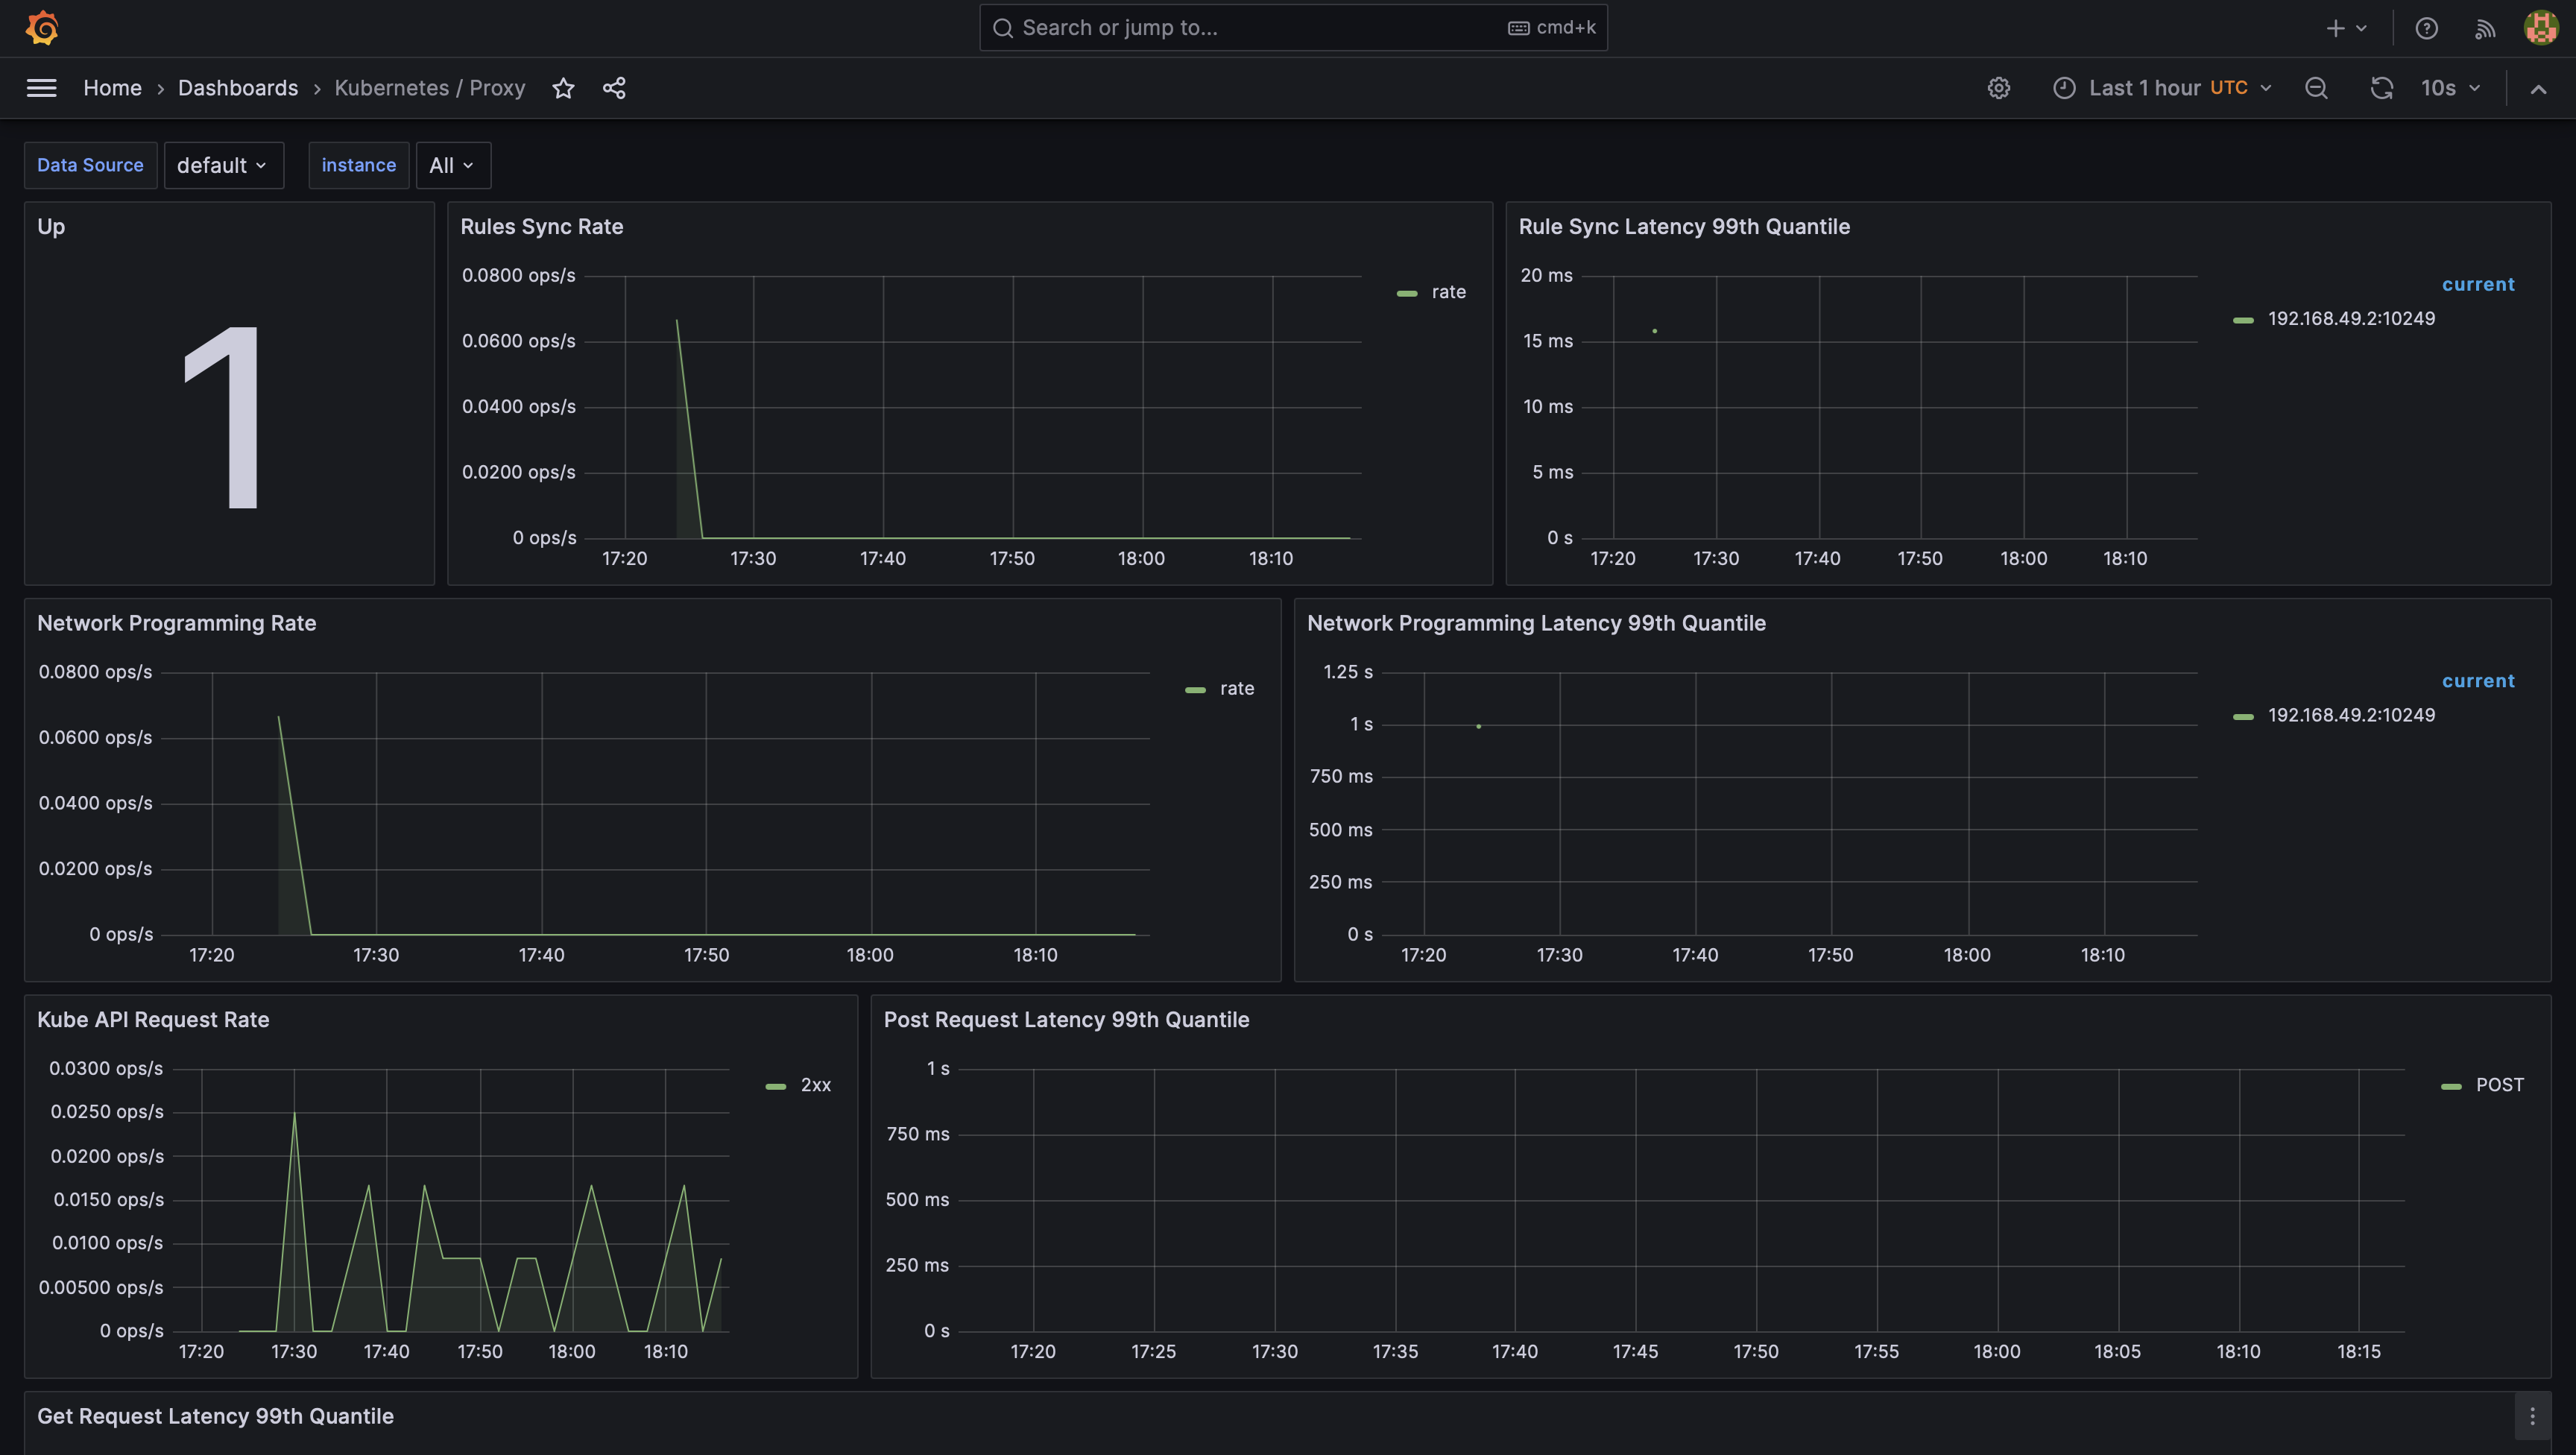 Search or jump to... cmd+k
Home › Dashboards › Kubernetes / Proxy Last 1 hour UTC 10s
Data Source default instance All
Up
1
Rules Sync Rate
0.0800 ops/s
0.0600 ops/s
0.0400 ops/s
0.0200 ops/s
0 ops/s
17:20 17:30 17:40 17:50 18:00 18:10
rate
Rule Sync Latency 99th Quantile
20 ms
15 ms
10 ms
5 ms
0 s
17:20 17:30 17:40 17:50 18:00 18:10
current
192.168.49.2:10249
Network Programming Rate
0.0800 ops/s
0.0600 ops/s
0.0400 ops/s
0.0200 ops/s
0 ops/s
17:20 17:30 17:40 17:50 18:00 18:10
rate
Network Programming Latency 99th Quantile
1.25 s
1 s
750 ms
500 ms
250 ms
0 s
17:20 17:30 17:40 17:50 18:00 18:10
current
192.168.49.2:10249
Kube API Request Rate
0.0300 ops/s
0.0250 ops/s
0.0200 ops/s
0.0150 ops/s
0.0100 ops/s
0.00500 ops/s
0 ops/s
17:20 17:30 17:40 17:50 18:00 18:10
2xx
Post Request Latency 99th Quantile
1 s
750 ms
500 ms
250 ms
0 s
17:20 17:25 17:30 17:35 17:40 17:45 17:50 17:55 18:00 18:05 18:10 18:15
POST
Get Request Latency 99th Quantile